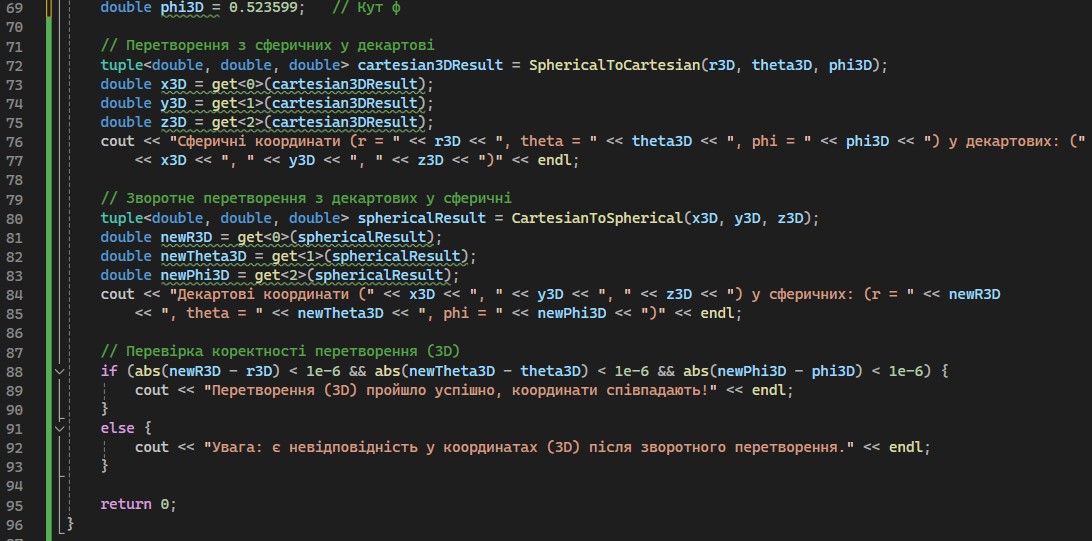 69 double phi3D = 0.523599; // Кут ф
70
71 // Перетворення з сферичних у декартові
72 tuple<double, double, double> cartesian3DResult = SphericalToCartesian(r3D, theta3D, phi3D);
73 double x3D = get<0>(cartesian3DResult);
74 double y3D = get<1>(cartesian3DResult);
75 double z3D = get<2>(cartesian3DResult);
76 cout << "Сферичні координати (r = " << r3D << ", theta = " << theta3D << ", phi = " << phi3D << ") у декартових: ("
77 << x3D << ", " << y3D << ", " << z3D << ")" << endl;
78
79 // Зворотне перетворення з декартових у сферичні
80 tuple<double, double, double> sphericalResult = CartesianToSpherical(x3D, y3D, z3D);
81 double newR3D = get<0>(sphericalResult);
82 double newTheta3D = get<1>(sphericalResult);
83 double newPhi3D = get<2>(sphericalResult);
84 cout << "Декартові координати (" << x3D << ", " << y3D << ", " << z3D << ") у сферичних: (r = " << newR3D
85 << ", theta = " << newTheta3D << ", phi = " << newPhi3D << ")" << endl;
86
87 // Перевірка коректності перетворення (3D)
88 if (abs(newR3D - r3D) < 1e-6 && abs(newTheta3D - theta3D) < 1e-6 && abs(newPhi3D - phi3D) < 1e-6) {
89 cout << "Перетворення (3D) пройшло успішно, координати співпадають!" << endl;
90 }
91 else {
92 cout << "Увага: є невідповідність у координатах (3D) після зворотного перетворення." << endl;
93 }
94
95 return 0;
96 }